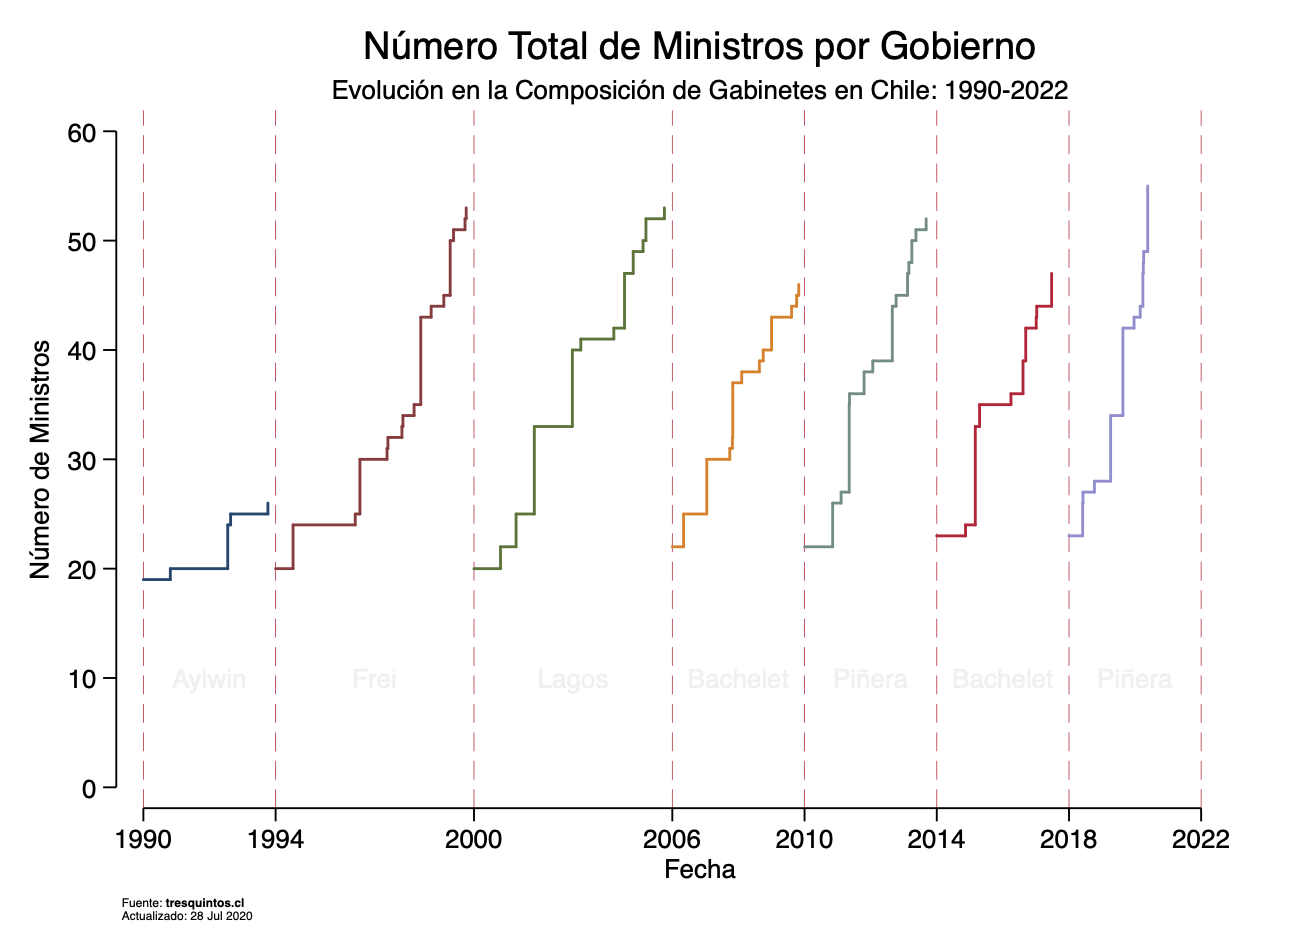 Número Total de Ministros por Gobierno
Evolución en la Composición de Gabinetes en Chile: 1990-2022
60
50
40
30
20
10
0
Número de Ministros
Aylwin Frei Lagos Bachelet Piñera Bachelet Piñera
1990 1994 2000 2006 2010 2014 2018 2022
Fecha
Fuente: tresquintos.cl
Actualizado: 28 Jul 2020